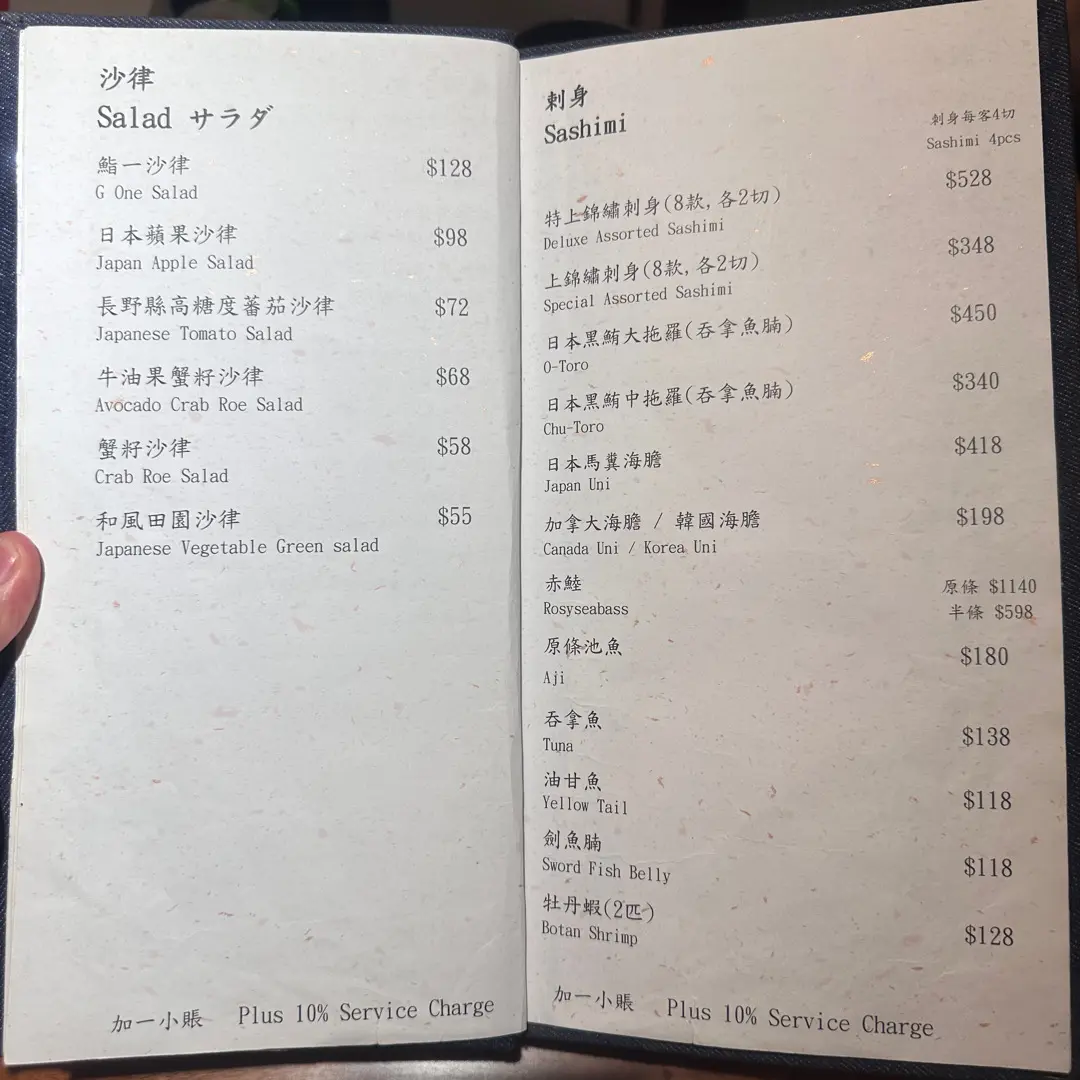 沙律
Salad サラダ
鮨一沙律 $128
G One Salad
日本蘋果沙律 $98
Japan Apple Salad
長野縣高糖度蕃茄沙律 $72
Japanese Tomato Salad
牛油果蟹籽沙律 $68
Avocado Crab Roe Salad
蟹籽沙律 $58
Crab Roe Salad
和風田園沙律 $55
Japanese Vegetable Green salad
加一小賬 Plus 10% Service Charge
刺身
Sashimi
刺身每客4切
Sashimi 4pcs
特上錦繡刺身(8款,各2切) $528
Deluxe Assorted Sashimi
上錦繡刺身(8款,各2切) $348
Special Assorted Sashimi
日本黑鮪大拖羅(吞拿魚腩) $450
O-Toro
日本黑鮪中拖羅(吞拿魚腩) $340
Chu-Toro
日本馬糞海膽 $418
Japan Uni
加拿大海膽 / 韓國海膽 $198
Canada Uni / Korea Uni
赤鯥 原條 $1140
Rosyseabass 半條 $598
原條池魚 $180
Aji
吞拿魚 $138
Tuna
油甘魚 $118
Yellow Tail
劍魚腩 $118
Sword Fish Belly
牡丹蝦(2匹) $128
Botan Shrimp
加一小賬 Plus 10% Service Charge